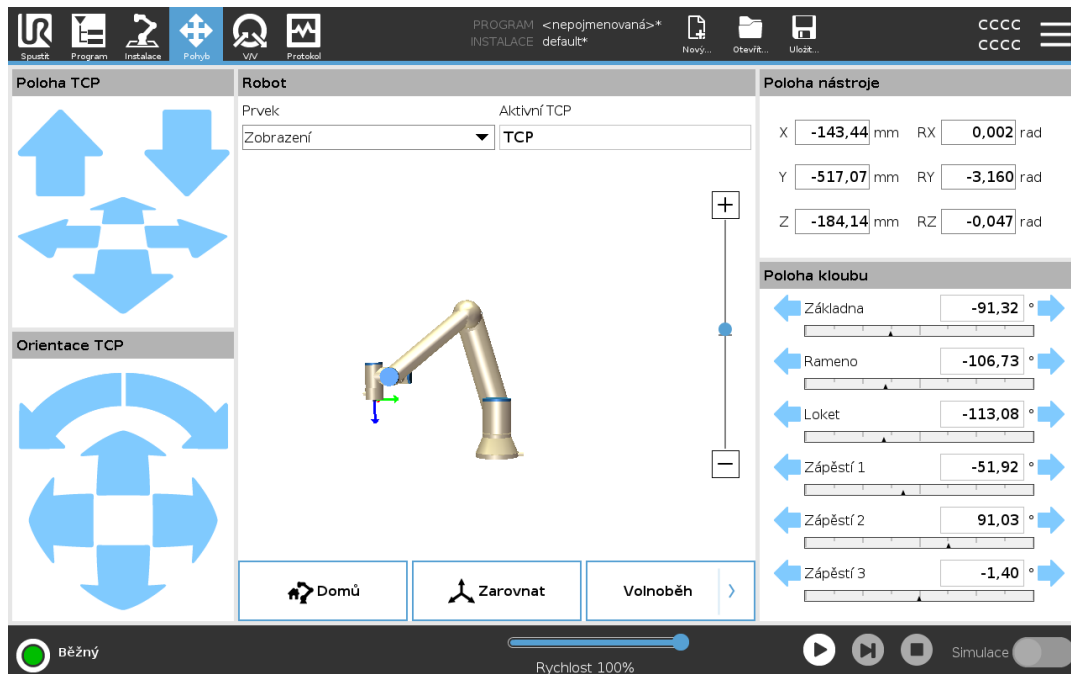 PROGRAM <nepojmenovaná>*
INSTALACE default*
CCCC
CCCC
Spustit Program Instalace Pohyb V/V Protokol Nový... Otevřít... Uložit...
Poloha TCP
Orientace TCP
Robot
Prvek Aktivní TCP
Zobrazení TCP
+
−
Domů Zarovnat Volnoběh
Poloha nástroje
X -143,44 mm RX 0,002 rad
Y -517,07 mm RY -3,160 rad
Z -184,14 mm RZ -0,047 rad
Poloha kloubu
Základna -91,32 °
Rameno -106,73 °
Loket -113,08 °
Zápěstí 1 -51,92 °
Zápěstí 2 91,03 °
Zápěstí 3 -1,40 °
Běžný
Rychlost 100%
Simulace